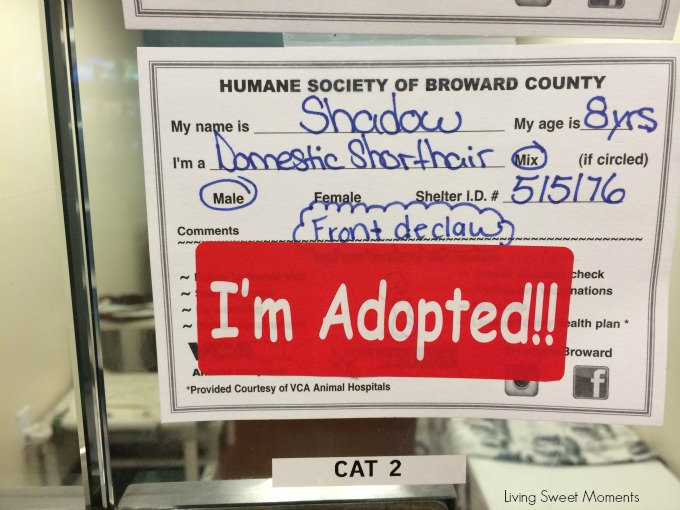 HUMANE SOCIETY OF BROWARD COUNTY
My name is Shadow My age is 8yrs
I'm a Domestic Shorthair Mix (if circled)
Male Female Shelter I.D. # 515176
Comments Front declaw
~ check
~ nations
~
~ ealth plan *
I'm Adopted!!
VCA Broward
*Provided Courtesy of VCA Animal Hospitals
f
CAT 2
Living Sweet Moments